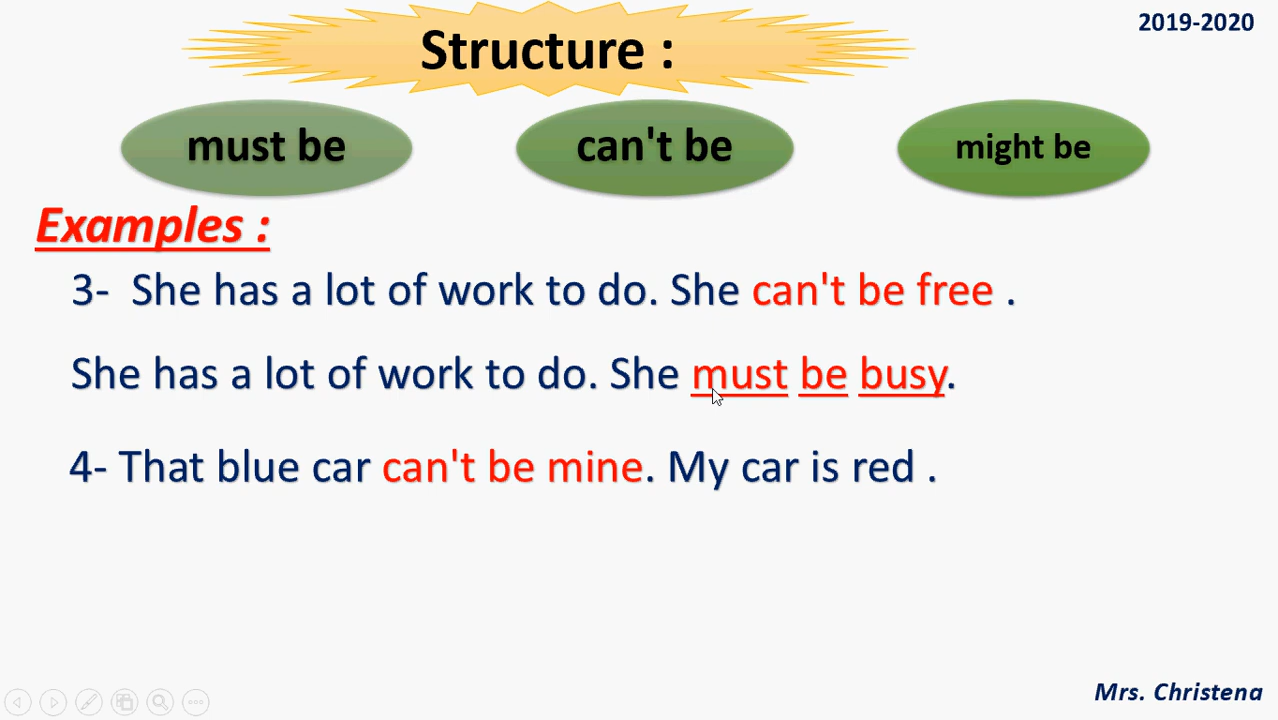 2019-2020
Structure :
must be can't be might be
Examples :
3- She has a lot of work to do. She can't be free .
She has a lot of work to do. She must be busy.
4- That blue car can't be mine. My car is red .
Mrs. Christena